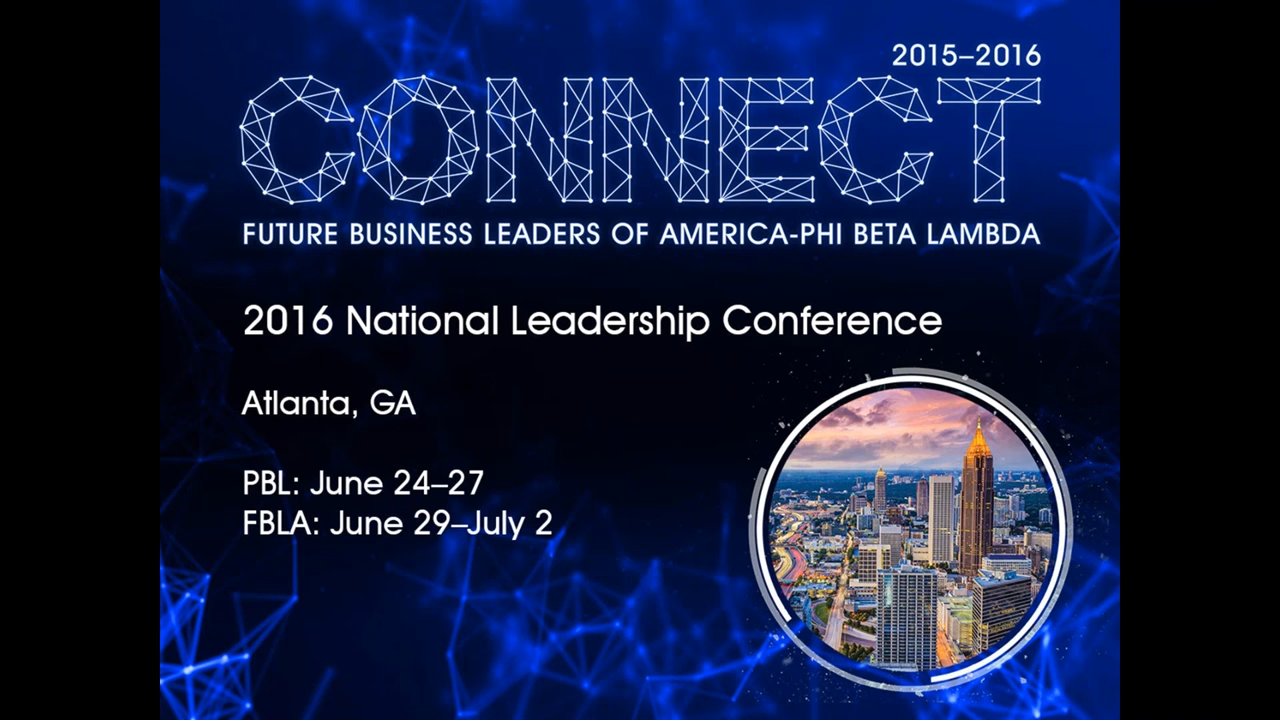 2015–2016
CONNECT
FUTURE BUSINESS LEADERS OF AMERICA-PHI BETA LAMBDA
2016 National Leadership Conference
Atlanta, GA
PBL: June 24–27
FBLA: June 29–July 2